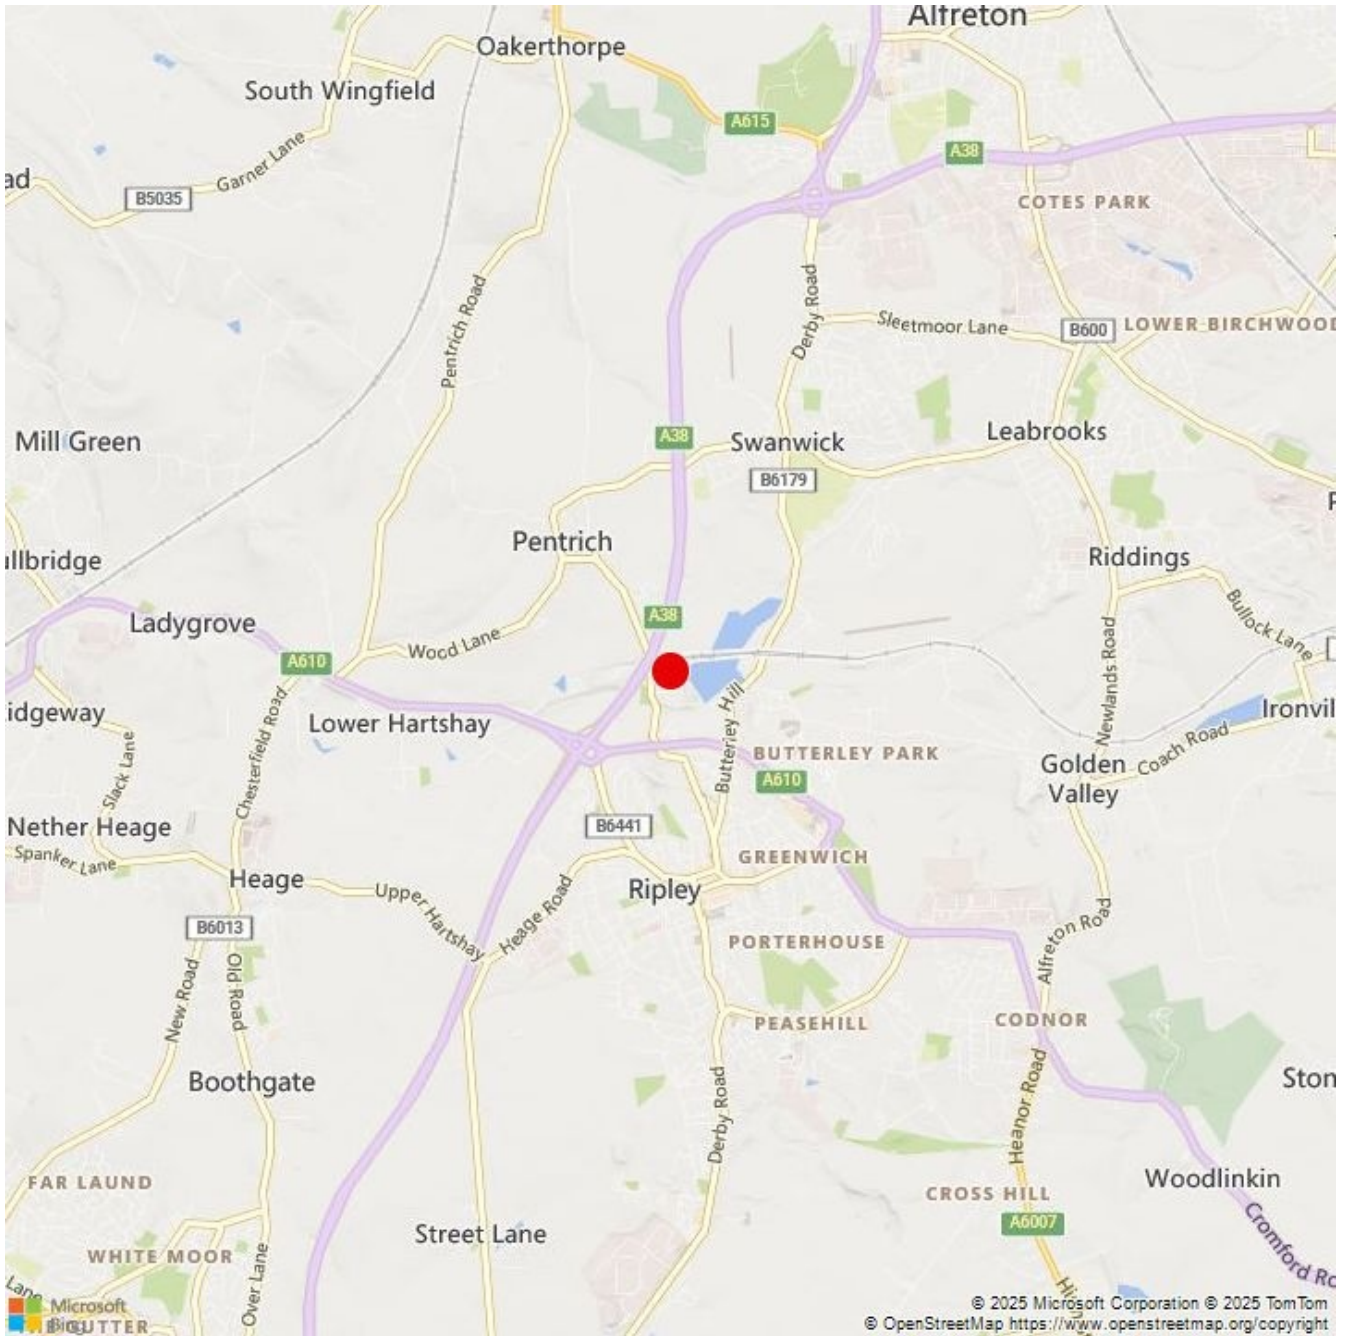 Alfreton
Oakerthorpe
South Wingfield
A615
Garner Lane
A38
ad
B5035
COTES PARK
Pentrich Road
Derby Road
Sleetmoor Lane
B600
LOWER BIRCHWOOD
A38
Mill Green
Swanwick
Leabrooks
B6179
Pentrich
Riddings
ullbridge
Bullock Lane
A38
Ladygrove
Wood Lane
A610
Newlands Road
idgeway
Lower Hartshay
Chesterfield Road
Butterley Hill
Ironvil
Coach Road
BUTTERLEY PARK
Slack Lane
A610
Golden
Valley
Nether Heage
B6441
Spanker Lane
GREENWICH
Heage
Upper Hartshay
Heage Road
Ripley
B6013
PORTERHOUSE
Alfreton Road
New Road
Old Road
PEASEHILL
CODNOR
Boothgate
Ston
Derby Road
Heanor Road
FAR LAUND
Woodlinkin
CROSS HILL
A6007
Street Lane
WHITE MOOR
Over Lane
Cromford Ro
Lane
Microsoft
Bing
GUTTER
© 2025 Microsoft Corporation © 2025 TomTom
© OpenStreetMap https://www.openstreetmap.org/copyright